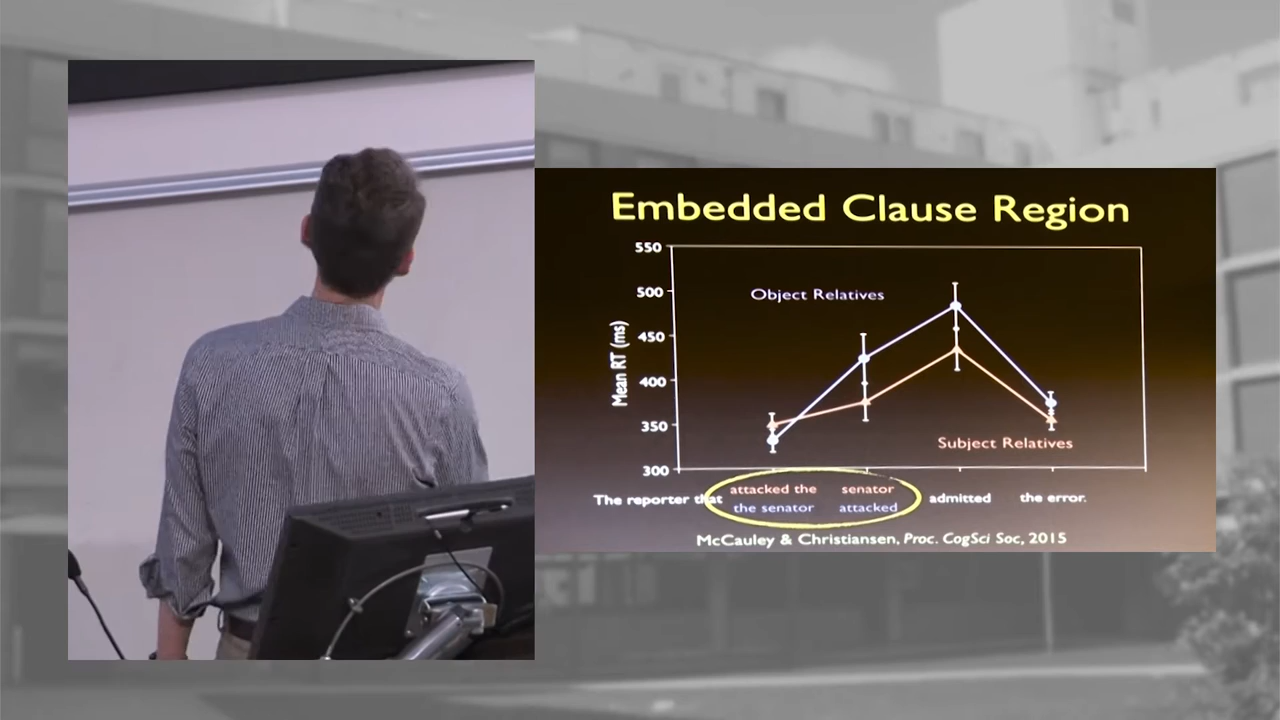 Embedded Clause Region
550
500
450
400
350
300
Mean RT (ms)
Object Relatives
Subject Relatives
The reporter that
attacked the senator
the senator attacked
admitted the error.
McCauley & Christiansen, Proc. CogSci Soc, 2015